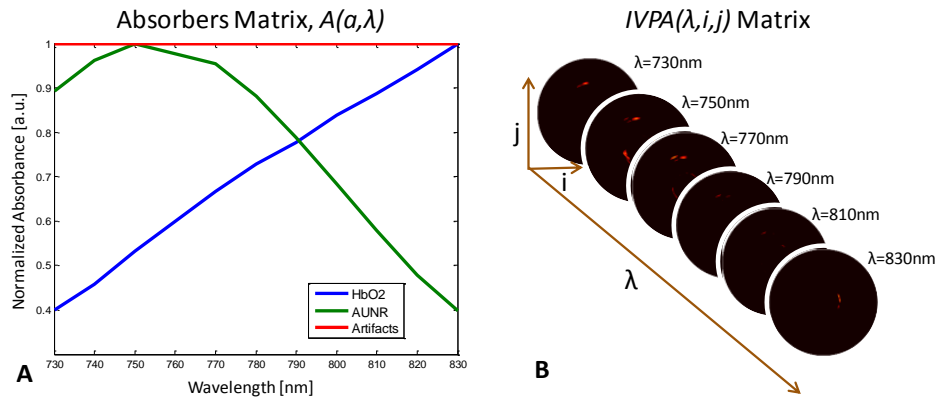 Absorbers Matrix, A(a,λ)
Normalized Absorbance [a.u.]
1
0.9
0.8
0.7
0.6
0.5
0.4
HbO2
AUNR
Artifacts
730 740 750 760 770 780 790 800 810 820 830
Wavelength [nm]
A
IVPA(λ,i,j) Matrix
λ=730nm
λ=750nm
λ=770nm
λ=790nm
λ=810nm
λ=830nm
j
i
λ
B